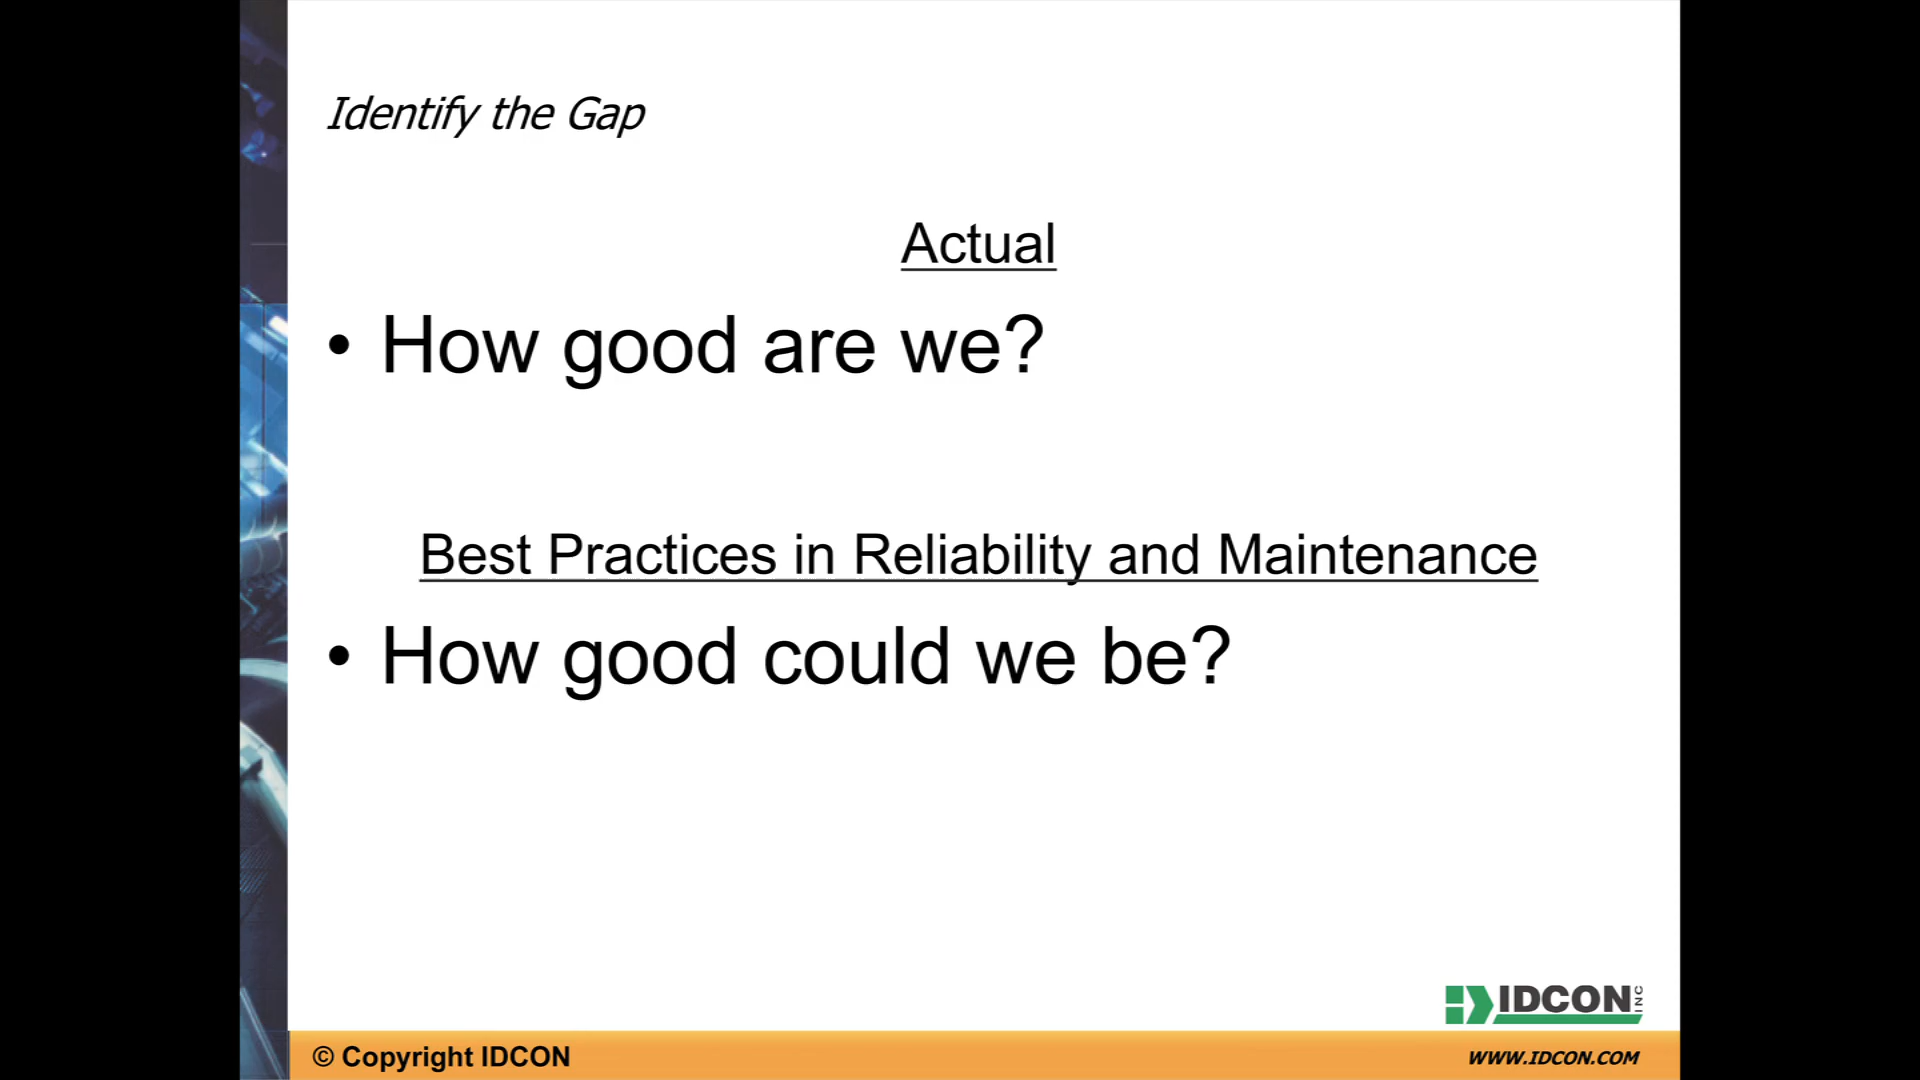 Identify the Gap
Actual
• How good are we?
Best Practices in Reliability and Maintenance
• How good could we be?
IDCON INC
© Copyright IDCON
WWW.IDCON.COM